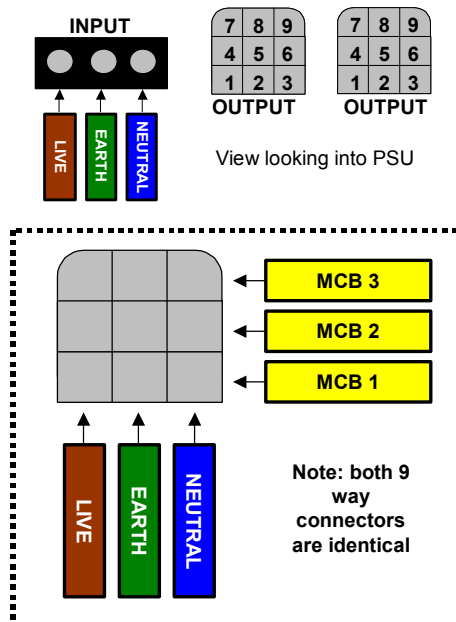 INPUT
LIVE
EARTH
NEUTRAL
7 8 9
4 5 6
1 2 3
OUTPUT
7 8 9
4 5 6
1 2 3
OUTPUT
View looking into PSU
MCB 3
MCB 2
MCB 1
LIVE
EARTH
NEUTRAL
Note: both 9
way
connectors
are identical